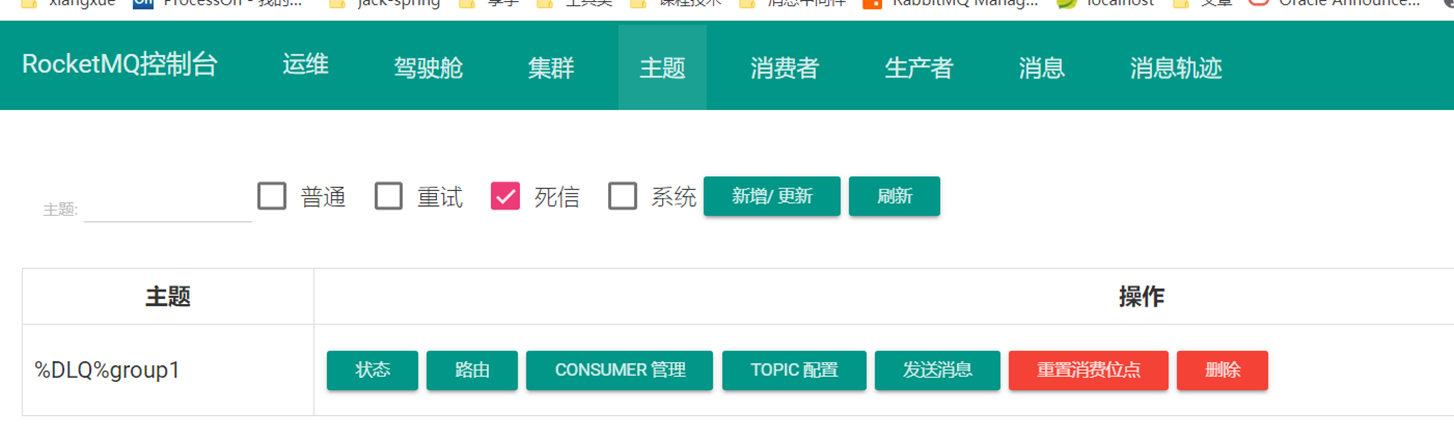 xiangxue
ProcessOn - 我的...
jack-spring
享学
工具类
课程技术
消息中间件
RabbitMQ Manag...
localhost
文章
Oracle Announce...
RocketMQ控制台 运维 驾驶舱 集群 主题 消费者 生产者 消息 消息轨迹
主题: 普通 重试 死信 系统 新增/ 更新 刷新
主题 操作
%DLQ%group1 状态 路由 CONSUMER 管理 TOPIC 配置 发送消息 重置消费位点 删除